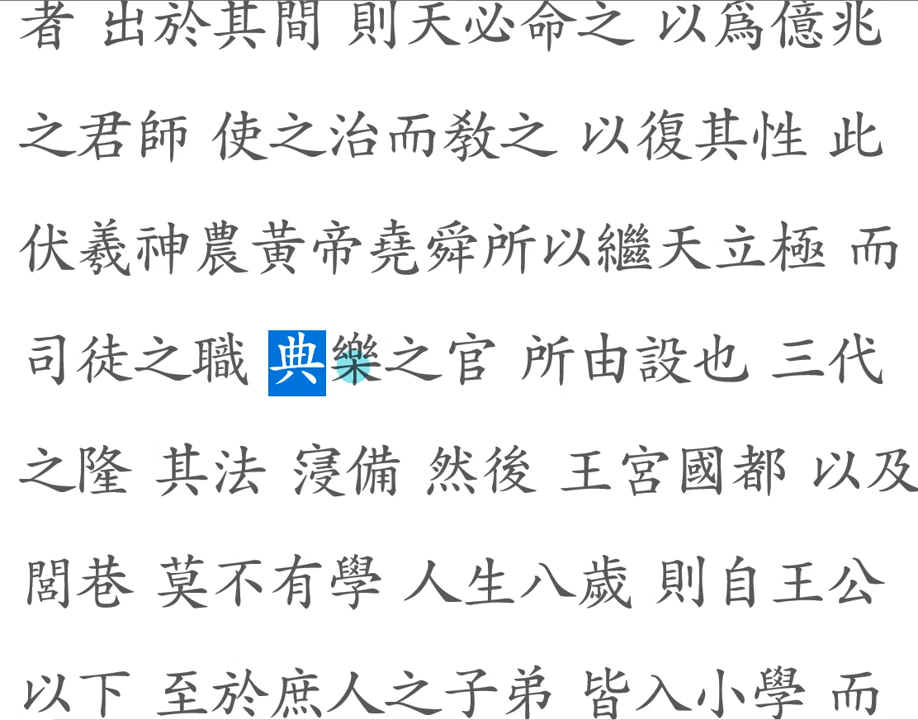 者 出於其間 則天必命之 以爲億兆
之君師 使之治而敎之 以復其性 此
伏羲神農黃帝堯舜所以繼天立極 而
司徒之職 典樂之官 所由設也 三代
之隆 其法 寖備 然後 王宮國都 以及
閭巷 莫不有學 人生八歲 則自王公
以下 至於庶人之子弟 皆入小學 而